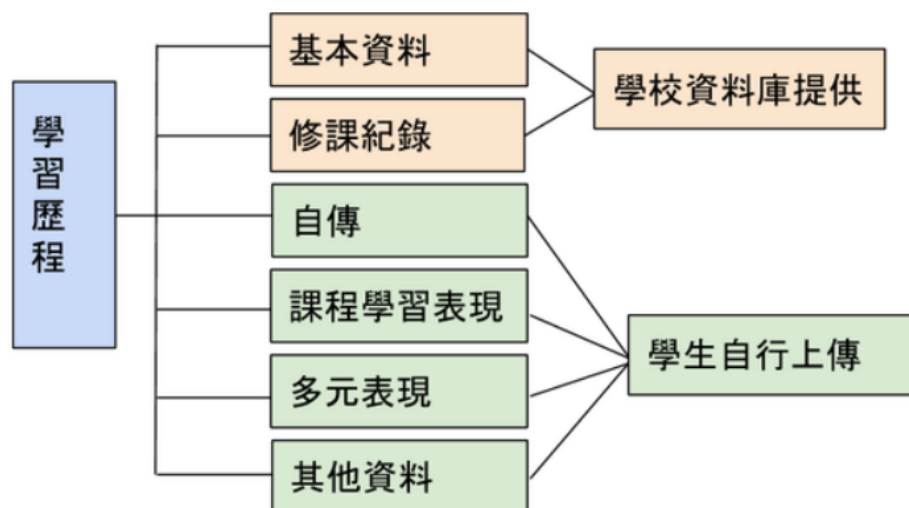 學習歷程
基本資料
修課紀錄
學校資料庫提供
自傳
課程學習表現
多元表現
其他資料
學生自行上傳